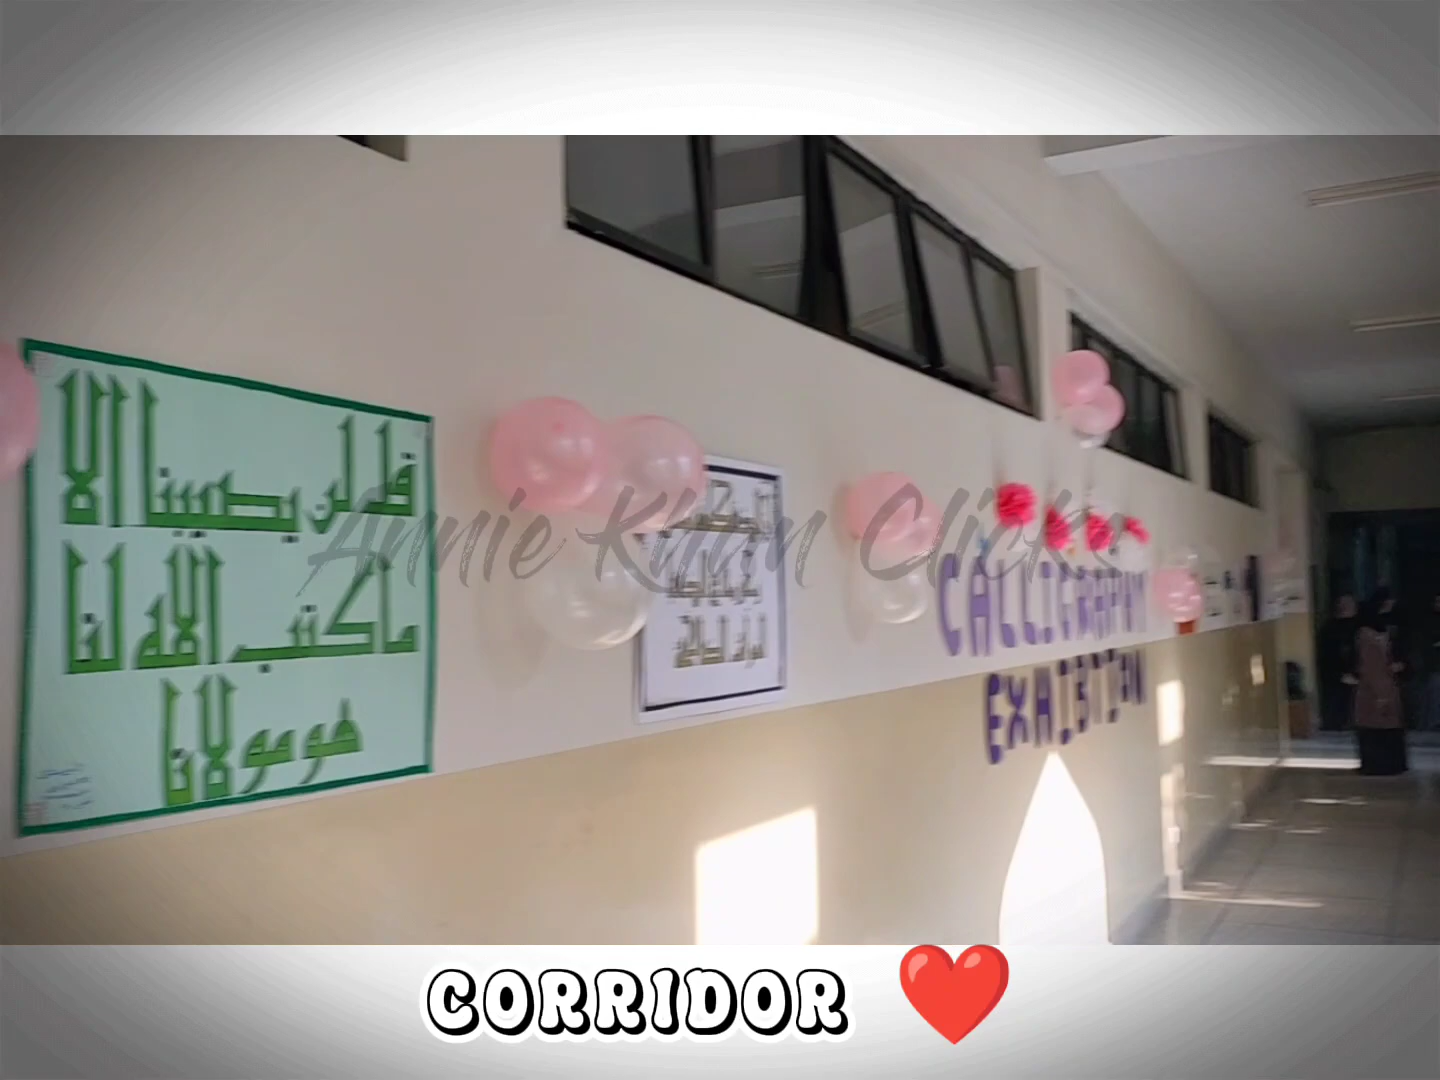 قل لن يصيبنا الا
ما كتب الله لنا
هو مولانا
Annie Khan Clicks
CALLIGRAPHY
EXHIBITION
CORRIDOR ❤️